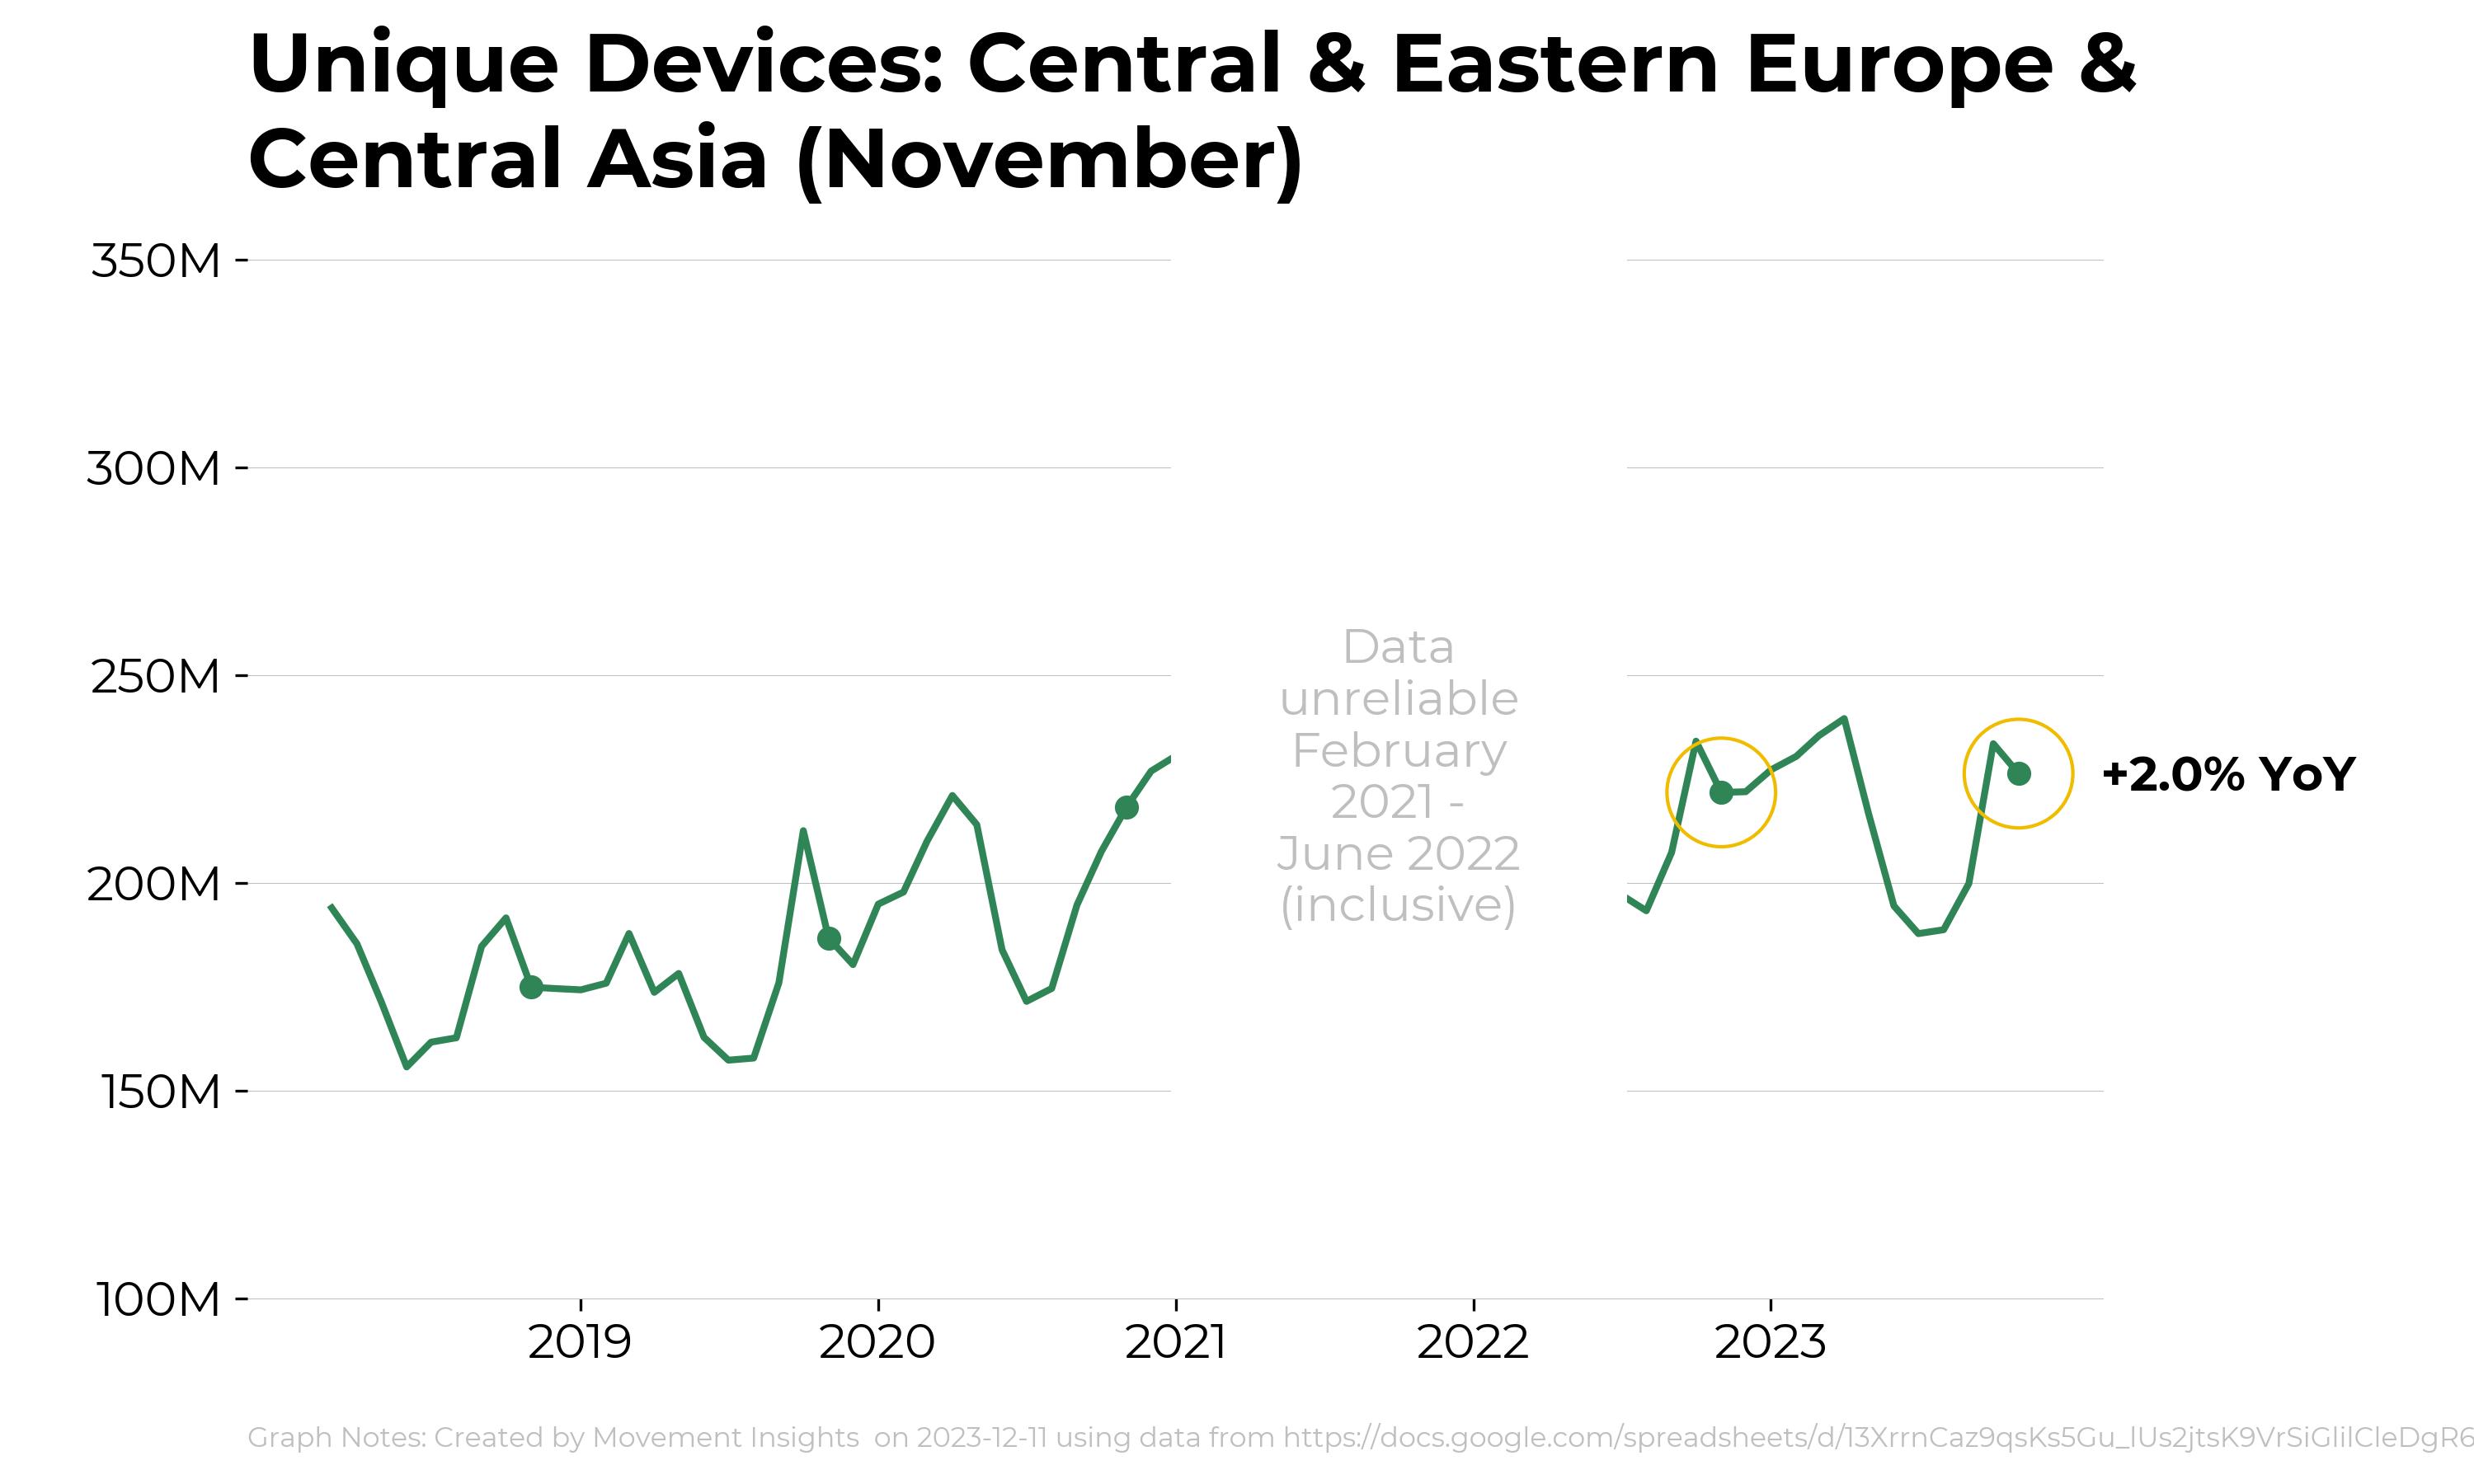 Unique Devices: Central & Eastern Europe &
Central Asia (November)
350M
300M
250M
200M
150M
100M
Data
unreliable
February
2021 -
June 2022
(inclusive)
+2.0% YoY
2019
2020
2021
2022
2023
Graph Notes: Created by Movement Insights  on 2023-12-11 using data from https://docs.google.com/spreadsheets/d/13XrrnCaz9qsKs5Gu_lUs2jtsK9VrSiGlilCleDgR6